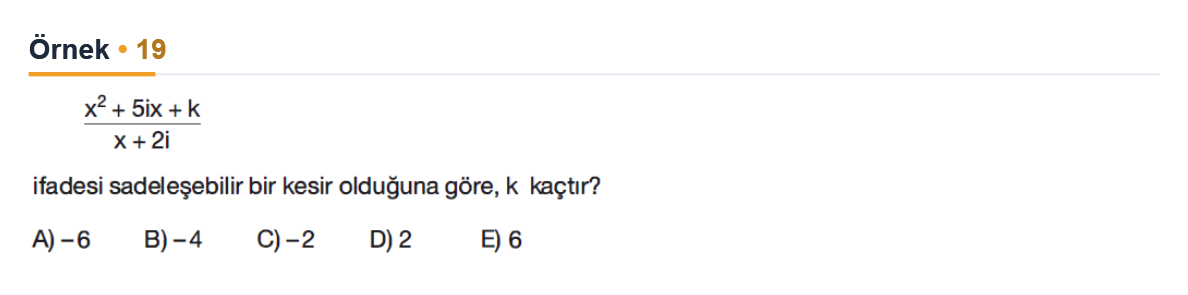 Örnek • 19
x² + 5ix + k
x + 2i
ifadesi sadeleşebilir bir kesir olduğuna göre, k kaçtır?
A) –6 B) –4 C) –2 D) 2 E) 6